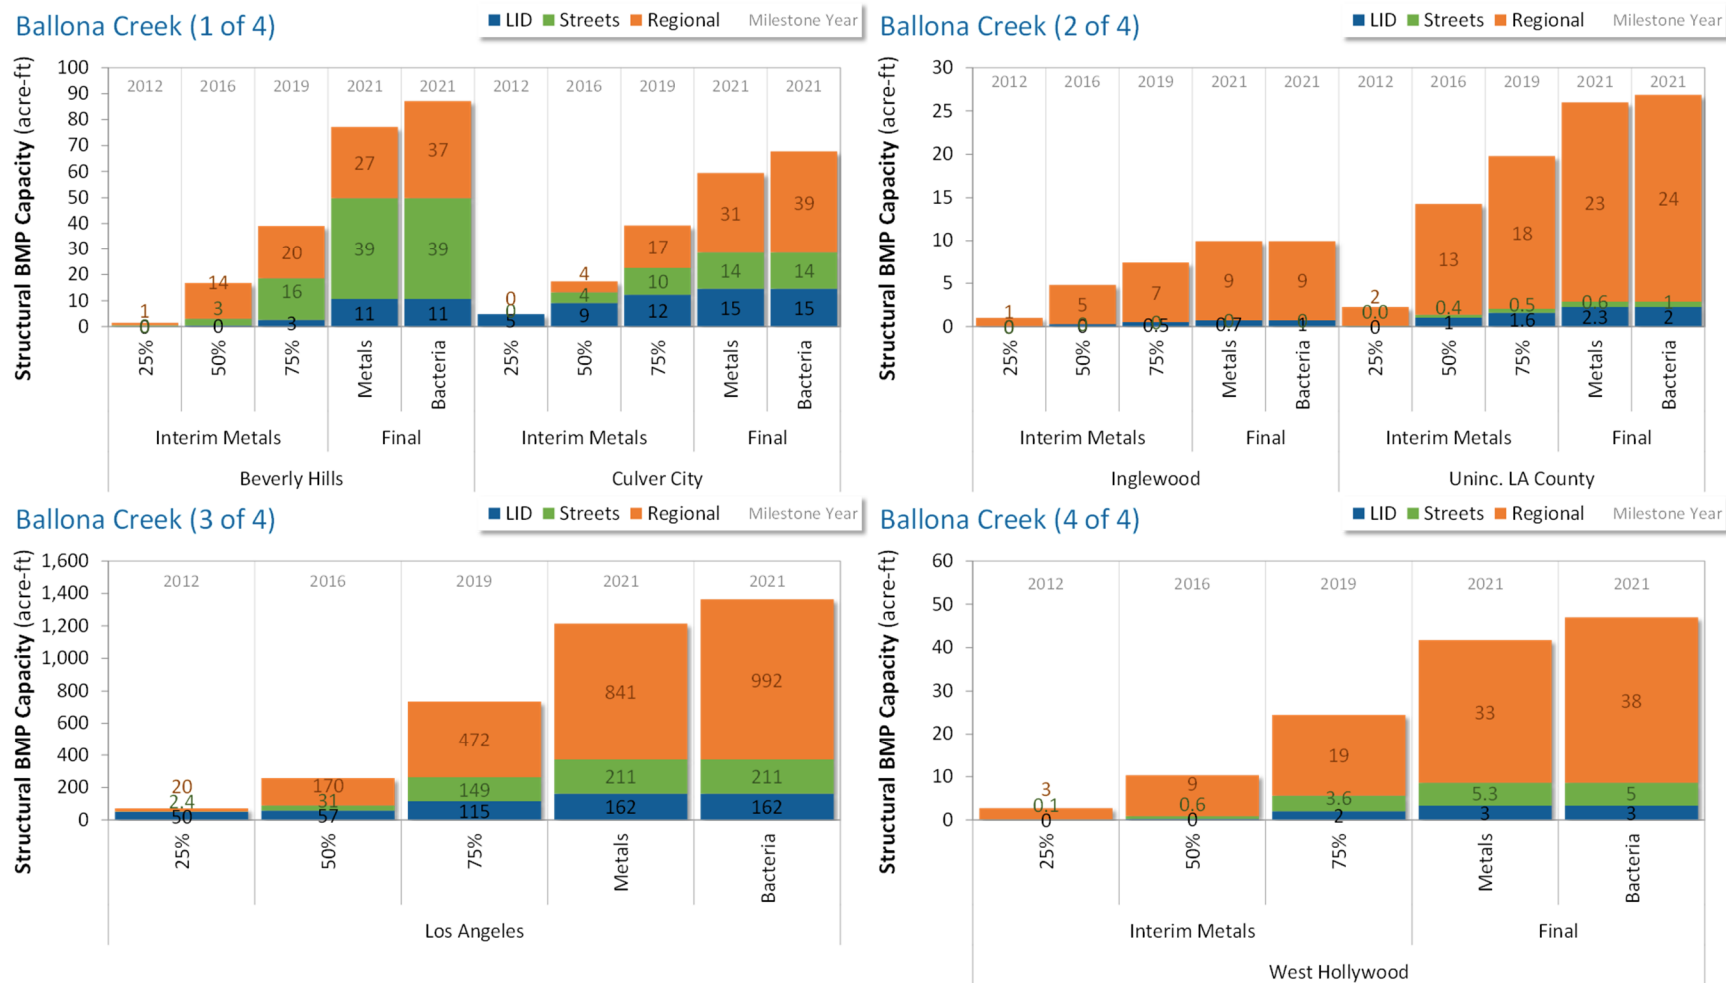 Ballona Creek (1 of 4)
LID Streets Regional Milestone Year
Structural BMP Capacity (acre-ft)
100
90
80
70
60
50
40
30
20
10
0
2012 2016 2019 2021 2021 2012 2016 2019 2021 2021
1 14 20 27 37 0 4 17 31 39
0 3 16 39 39 0 4 10 14 14
0 3 11 11 5 9 12 15 15
25% 50% 75% Metals Bacteria 25% 50% 75% Metals Bacteria
Interim Metals Final Interim Metals Final
Beverly Hills Culver City
Ballona Creek (2 of 4)
LID Streets Regional Milestone Year
Structural BMP Capacity (acre-ft)
30
25
20
15
10
5
0
2012 2016 2019 2021 2021 2012 2016 2019 2021 2021
1 5 7 9 9 2 13 18 23 24
0 0 0 0 0 0.0 0.4 0.5 0.6 1
0.5 0.7 1 0 1 1.6 2.3 2
25% 50% 75% Metals Bacteria 25% 50% 75% Metals Bacteria
Interim Metals Final Interim Metals Final
Inglewood Uninc. LA County
Ballona Creek (3 of 4)
LID Streets Regional Milestone Year
Structural BMP Capacity (acre-ft)
1,600
1,400
1,200
1,000
800
600
400
200
0
2012 2016 2019 2021 2021
20 170 472 841 992
2.4 31 149 211 211
50 57 115 162 162
25% 50% 75% Metals Bacteria
Los Angeles
Ballona Creek (4 of 4)
LID Streets Regional Milestone Year
Structural BMP Capacity (acre-ft)
60
50
40
30
20
10
0
2012 2016 2019 2021 2021
3 9 19 33 38
0.1 0.6 3.6 5.3 5
0 0 2 3 3
25% 50% 75% Metals Bacteria
Interim Metals Final
West Hollywood